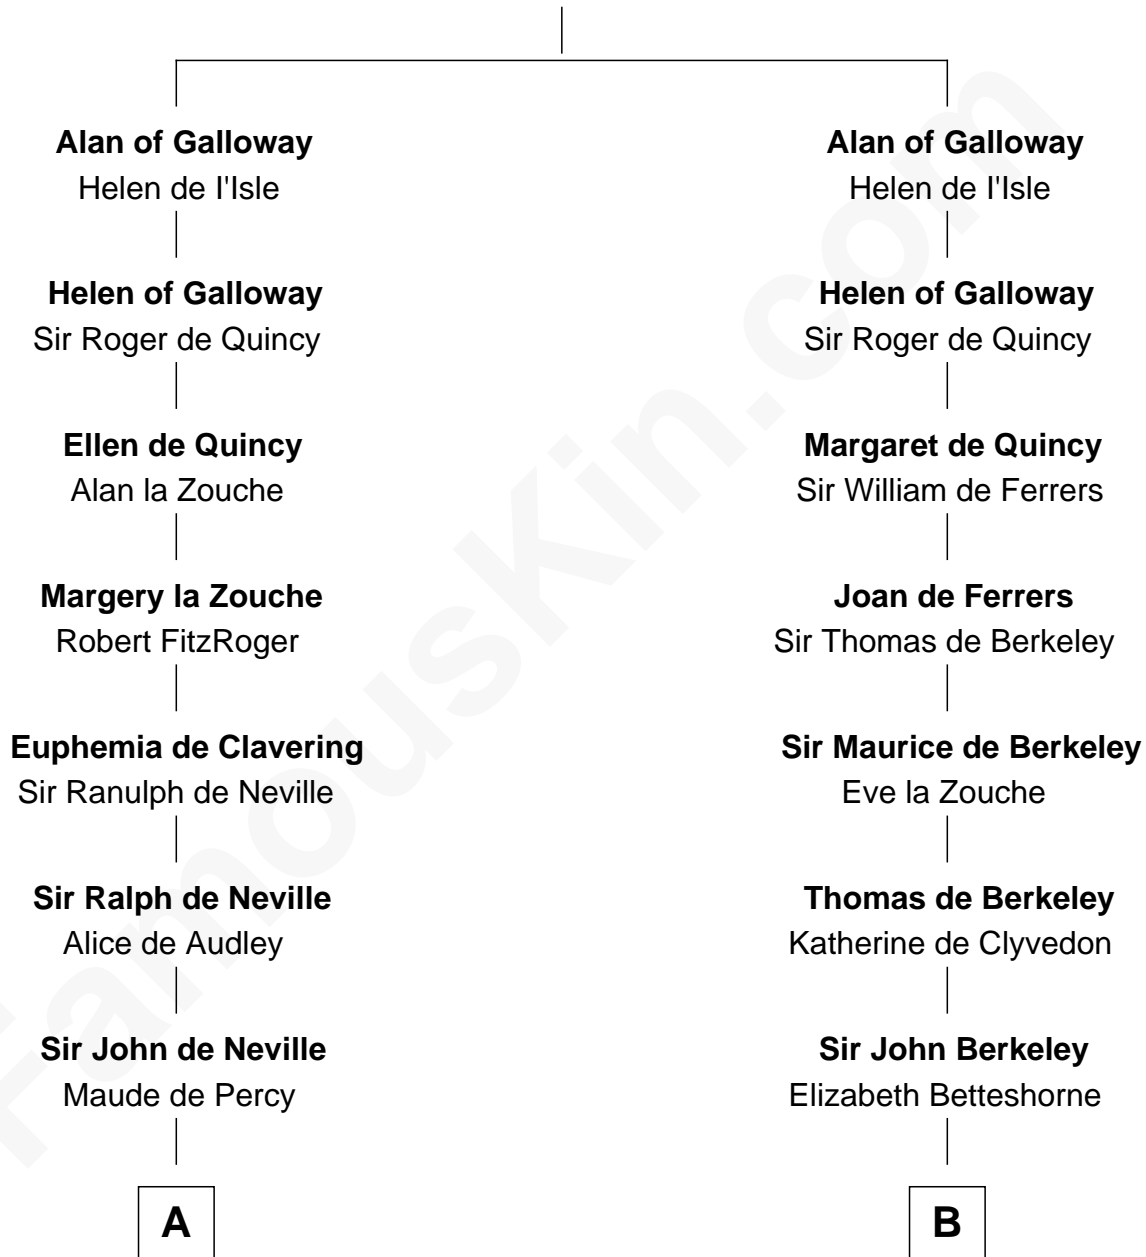 Alan of Galloway
Helen de I'Isle
Helen of Galloway
Sir Roger de Quincy
Ellen de Quincy
Alan la Zouche
Margery la Zouche
Robert FitzRoger
Euphemia de Clavering
Sir Ranulph de Neville
Sir Ralph de Neville
Alice de Audley
Sir John de Neville
Maude de Percy
A
Alan of Galloway
Helen de I'Isle
Helen of Galloway
Sir Roger de Quincy
Margaret de Quincy
Sir William de Ferrers
Joan de Ferrers
Sir Thomas de Berkeley
Sir Maurice de Berkeley
Eve la Zouche
Thomas de Berkeley
Katherine de Clyvedon
Sir John Berkeley
Elizabeth Betteshorne
B
FamousKin.com